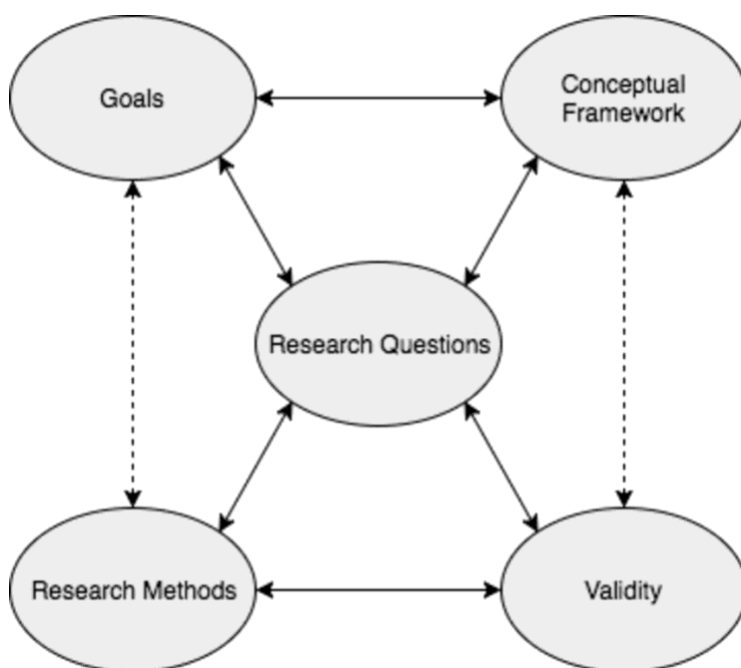 Goals
Conceptual
Framework
Research Questions
Research Methods
Validity